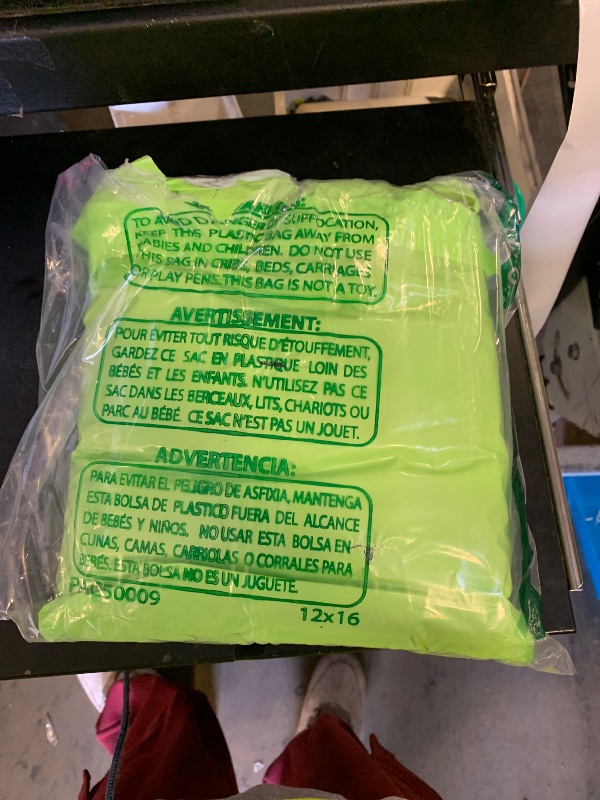 TO AVOID DANGER OF SUFFOCATION,
KEEP THIS PLASTIC BAG AWAY FROM
BABIES AND CHILDREN. DO NOT USE
THIS BAG IN CRIBS, BEDS, CARRIAGES
OR PLAY PENS. THIS BAG IS NOT A TOY.
AVERTISSEMENT:
POUR ÉVITER TOUT RISQUE D'ÉTOUFFEMENT,
GARDEZ CE SAC EN PLASTIQUE LOIN DES
BÉBÉS ET LES ENFANTS. N'UTILISEZ PAS CE
SAC DANS LES BERCEAUX, LITS, CHARIOTS OU
PARC AU BÉBÉ. CE SAC N'EST PAS UN JOUET.
ADVERTENCIA:
PARA EVITAR EL PELIGRO DE ASFIXIA, MANTENGA
ESTA BOLSA DE PLASTICO FUERA DEL ALCANCE
DE BEBÉS Y NIÑOS. NO USAR ESTA BOLSA EN
CUNAS, CAMAS, CARRIOLAS O CORRALES PARA
BEBÉS. ESTA BOLSA NO ES UN JUGUETE.
12x16